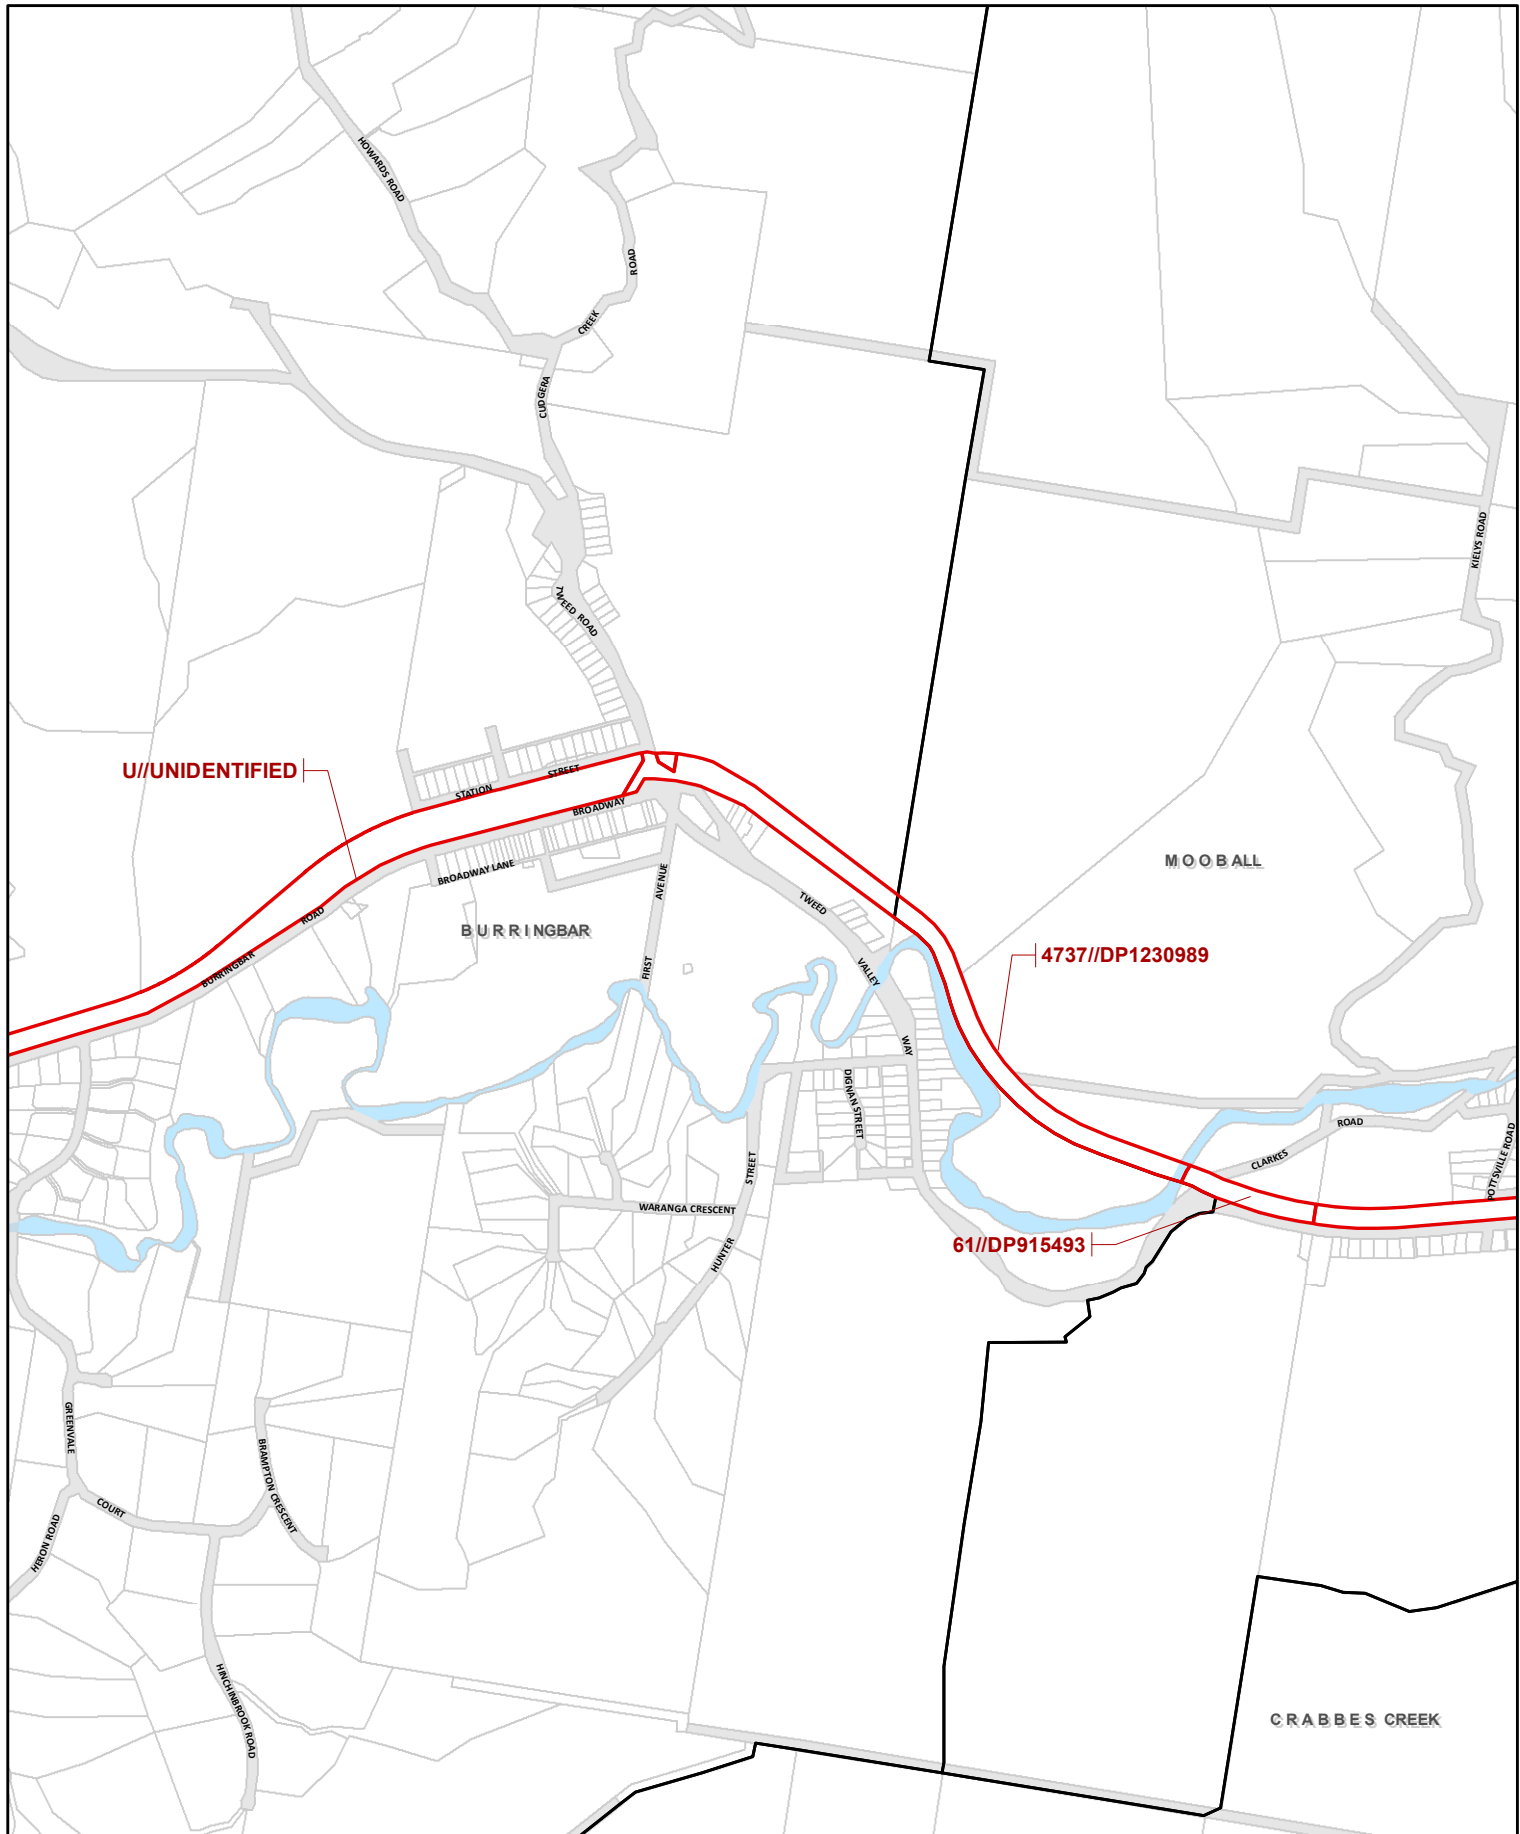 HOWARDS ROAD
ROAD
CREEK
CUDGERA
KIELYS ROAD
TWEED ROAD
U//UNIDENTIFIED
STREET
STATION
BROADWAY
BROADWAY LANE
AVENUE
MOOBALL
TWEED
ROAD
BURRINGBAR
4737//DP1230989
BURRINGBAR
FIRST
VALLEY
WAY
DIGNAN STREET
ROAD
CLARKES
POTTSVILLE ROAD
STREET
WARANGA CRESCENT
61//DP915493
HUNTER
GREENVALE
BRAMPTON CRESCENT
COURT
HERON ROAD
HINCHINBROOK ROAD
CRABBES CREEK